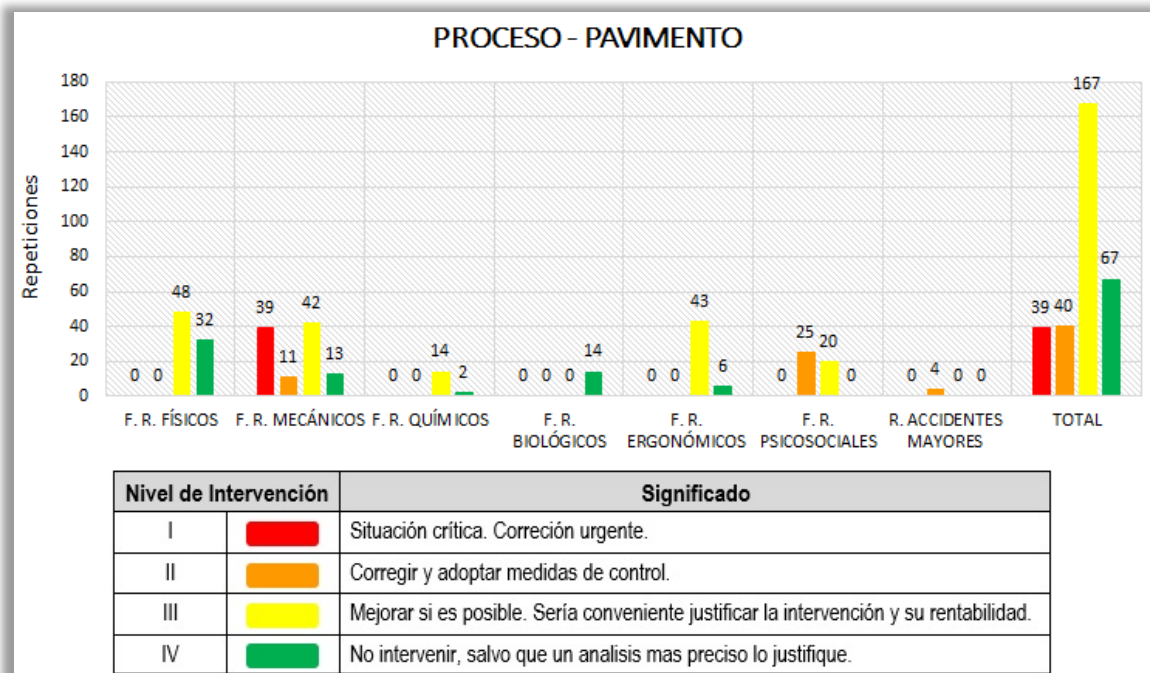 PROCESO - PAVIMENTO
Repeticiones
180
160
140
120
100
80
60
40
20
0
0 0 48 32
39 11 42 13
0 0 14 2
0 0 0 14
0 0 43 6
0 25 20 0
0 4 0 0
39 40 167 67
F. R. FÍSICOS
F. R. MECÁNICOS
F. R. QUÍMICOS
F. R.
BIOLÓGICOS
F. R.
ERGONÓMICOS
F. R.
PSICOSOCIALES
R. ACCIDENTES
MAYORES
TOTAL
Nivel de Intervención Significado
I Situación crítica. Correción urgente.
II Corregir y adoptar medidas de control.
III Mejorar si es posible. Sería conveniente justificar la intervención y su rentabilidad.
IV No intervenir, salvo que un analisis mas preciso lo justifique.